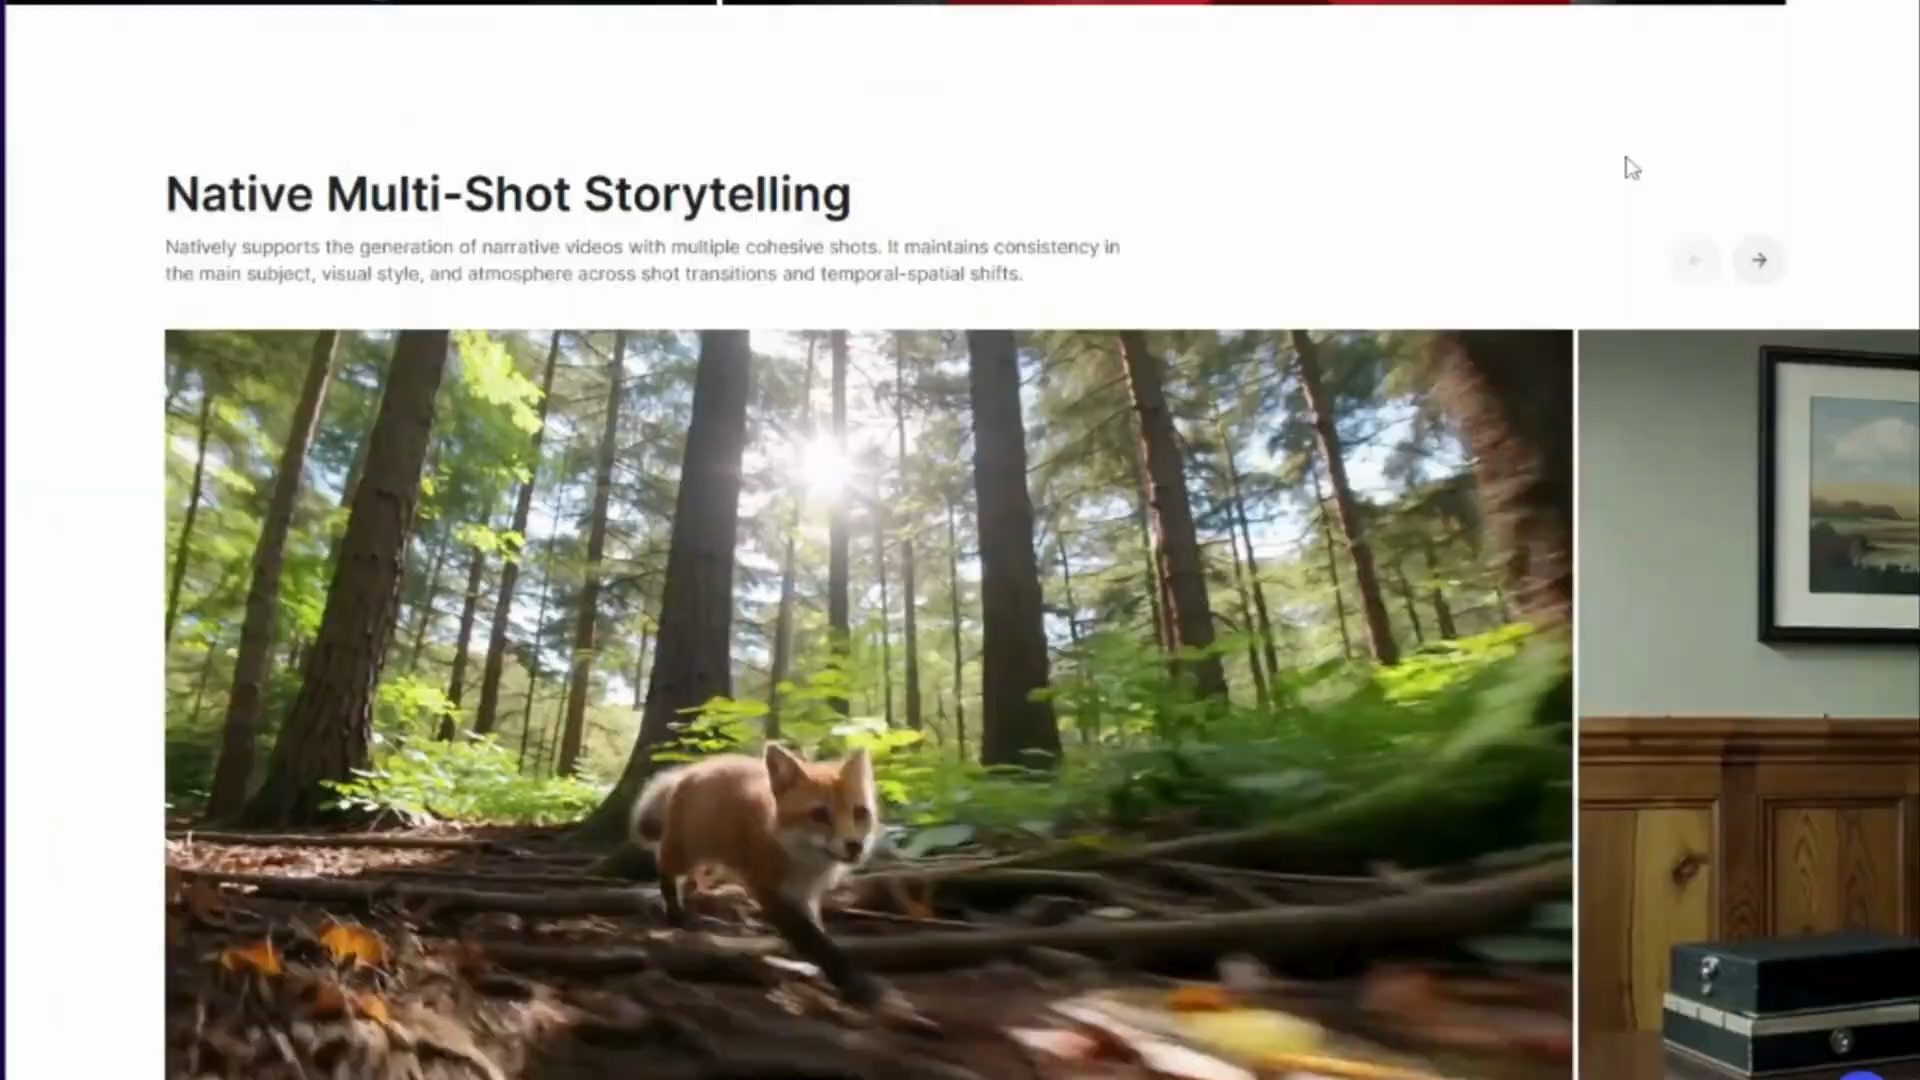 Native Multi-Shot Storytelling
Natively supports the generation of narrative videos with multiple cohesive shots. It maintains consistency in
the main subject, visual style, and atmosphere across shot transitions and temporal-spatial shifts.